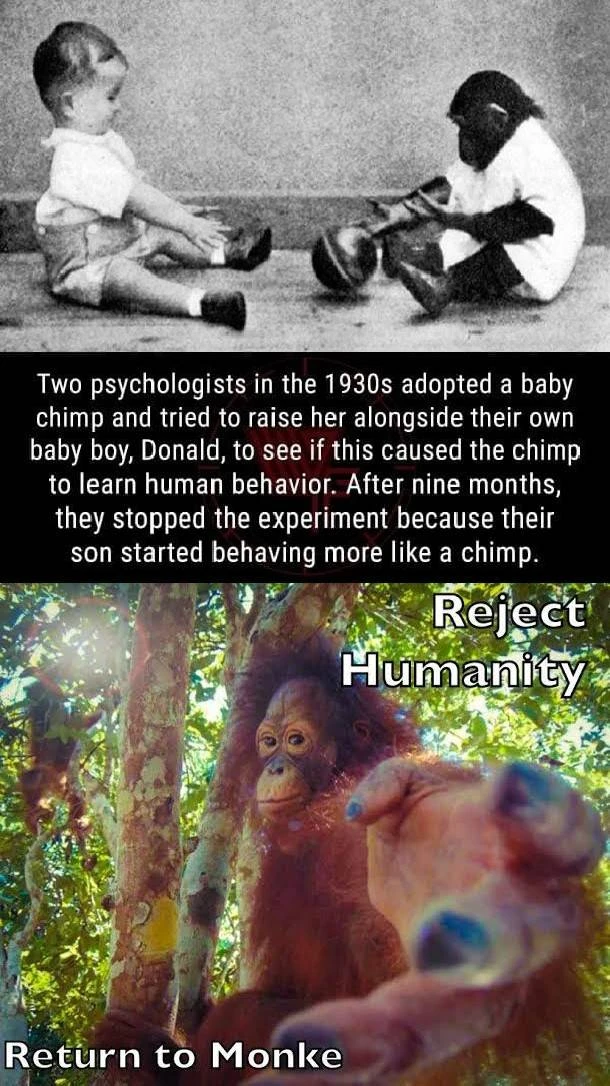 Two psychologists in the 1930s adopted a baby
chimp and tried to raise her alongside their own
baby boy, Donald, to see if this caused the chimp
to learn human behavior. After nine months,
they stopped the experiment because their
son started behaving more like a chimp.
Reject
Humanity
Return to Monke